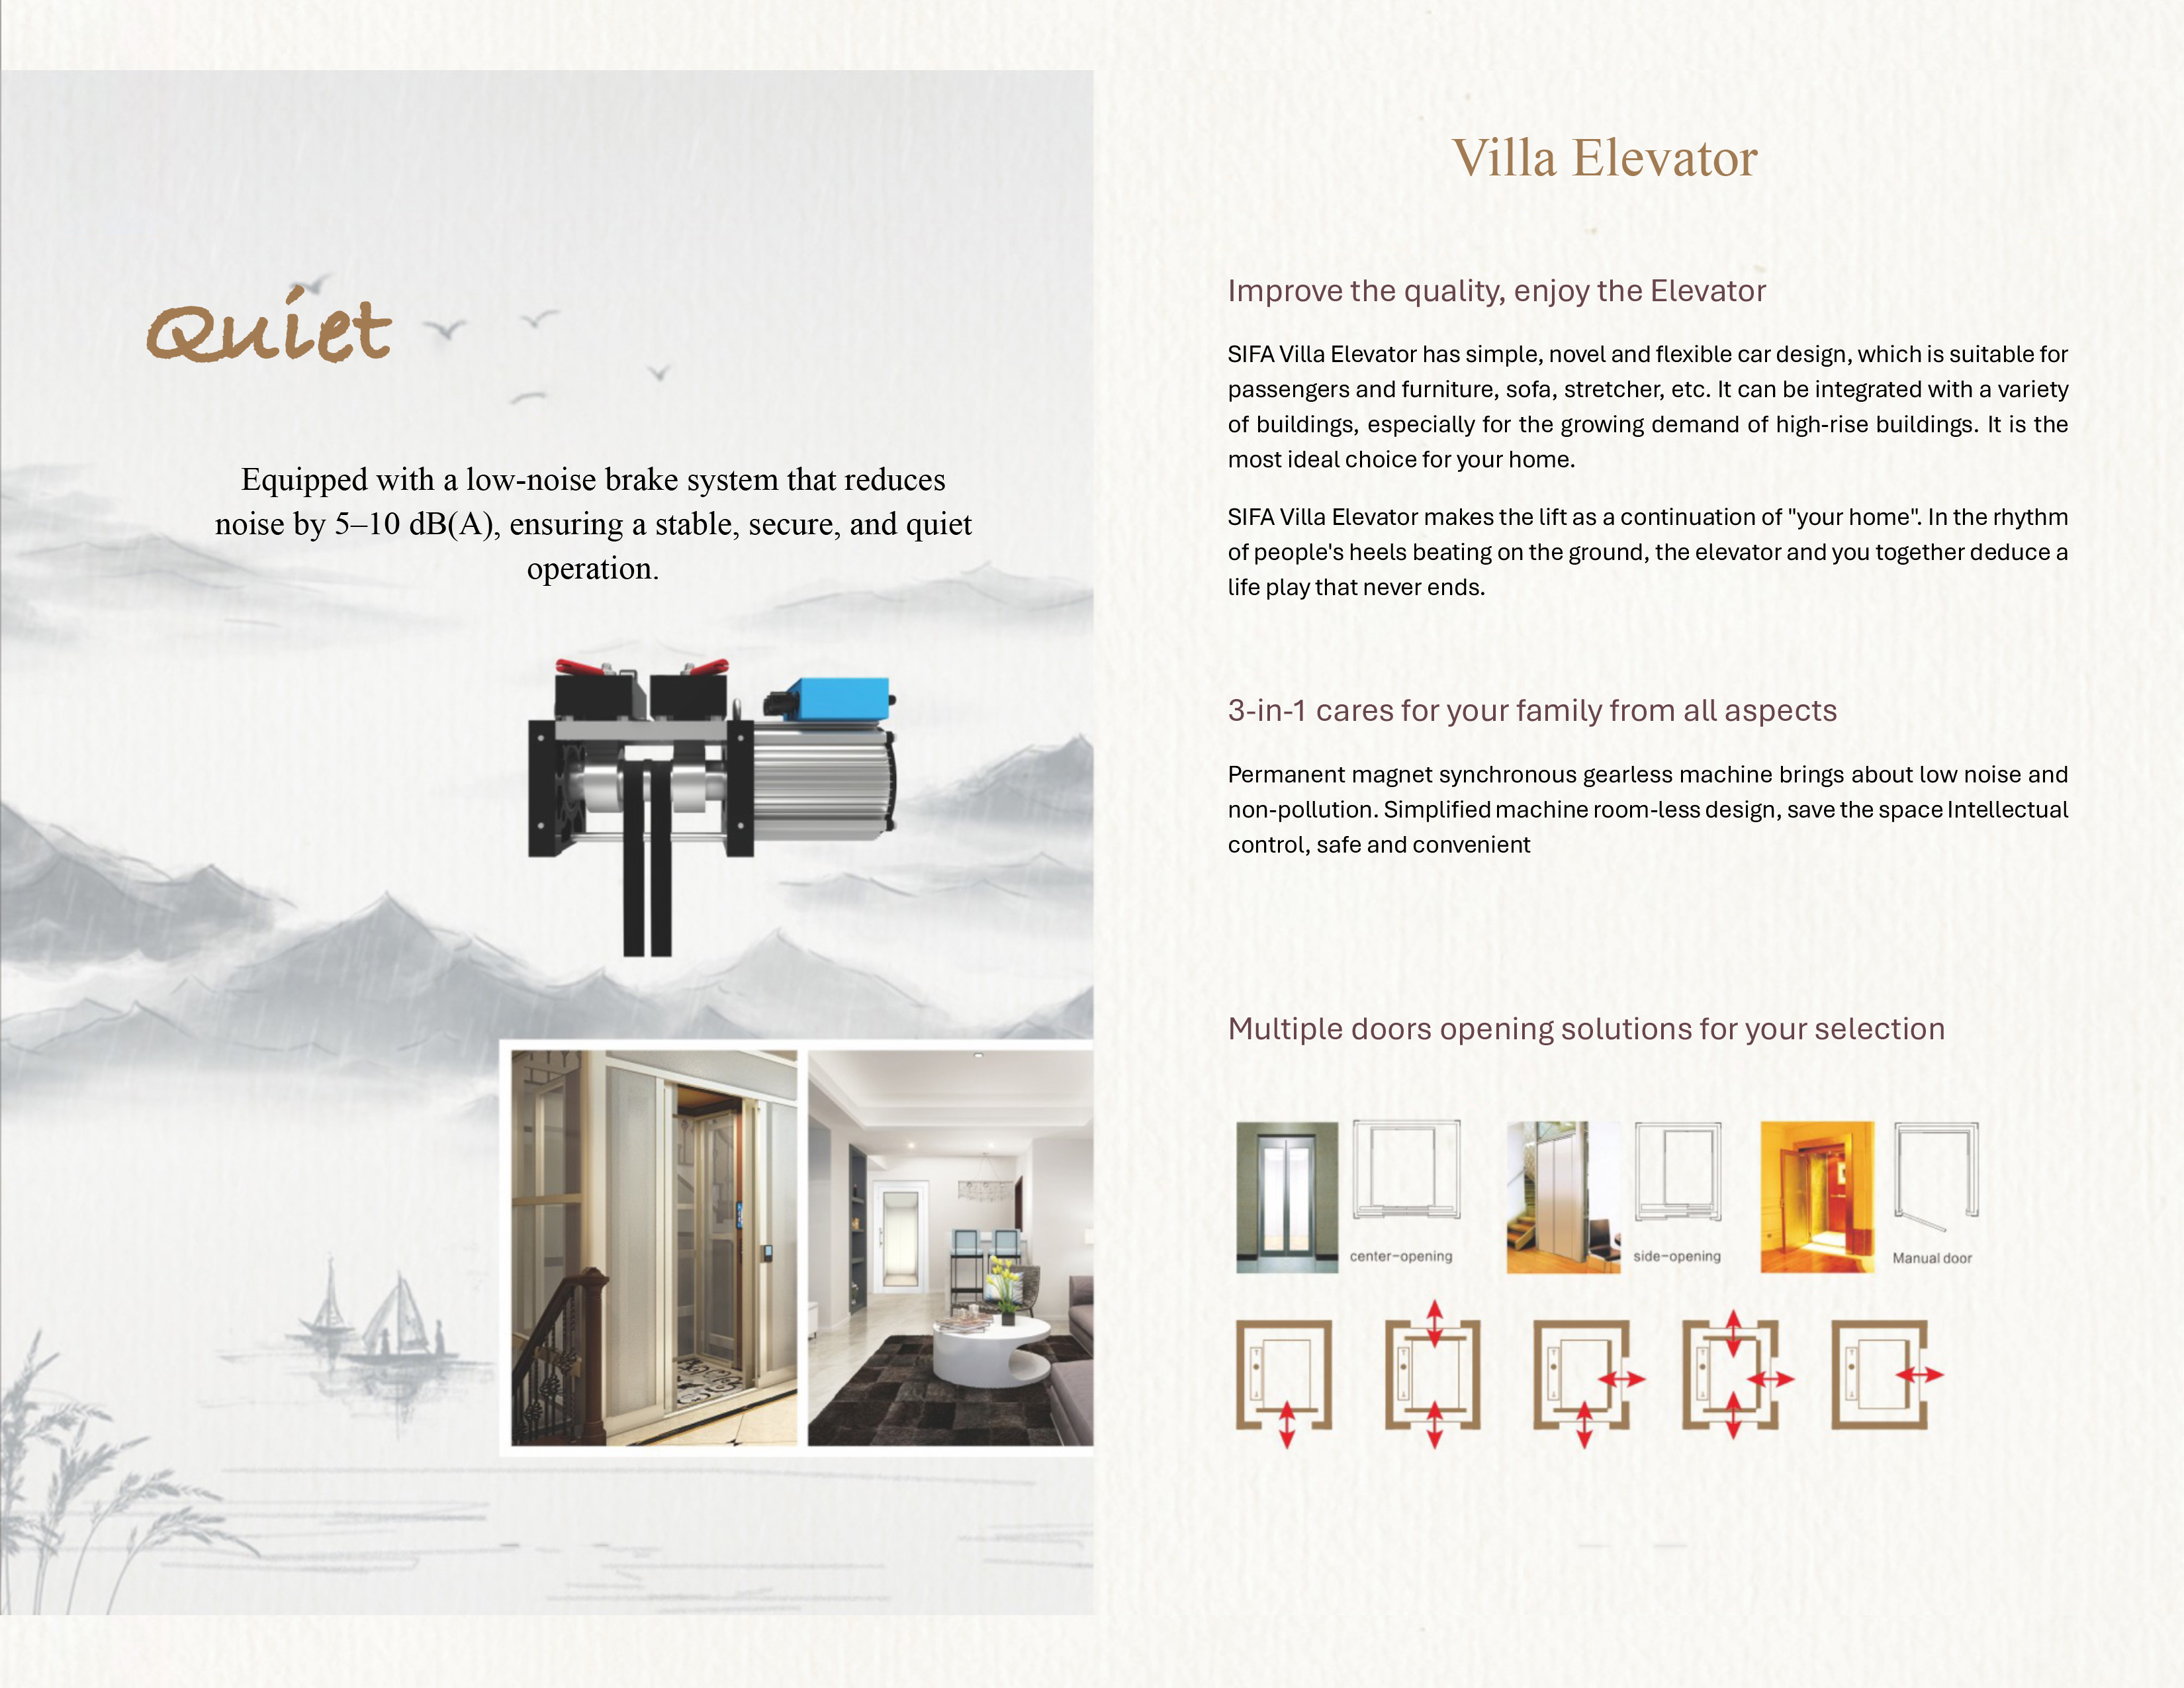 Quiet
Equipped with a low-noise brake system that reduces
noise by 5–10 dB(A), ensuring a stable, secure, and quiet
operation.
Villa Elevator
Improve the quality, enjoy the Elevator
SIFA Villa Elevator has simple, novel and flexible car design, which is suitable for
passengers and furniture, sofa, stretcher, etc. It can be integrated with a variety
of buildings, especially for the growing demand of high-rise buildings. It is the
most ideal choice for your home.
SIFA Villa Elevator makes the lift as a continuation of "your home". In the rhythm
of people's heels beating on the ground, the elevator and you together deduce a
life play that never ends.
3-in-1 cares for your family from all aspects
Permanent magnet synchronous gearless machine brings about low noise and
non-pollution. Simplified machine room-less design, save the space Intellectual
control, safe and convenient
Multiple doors opening solutions for your selection
center-opening
side-opening
Manual door